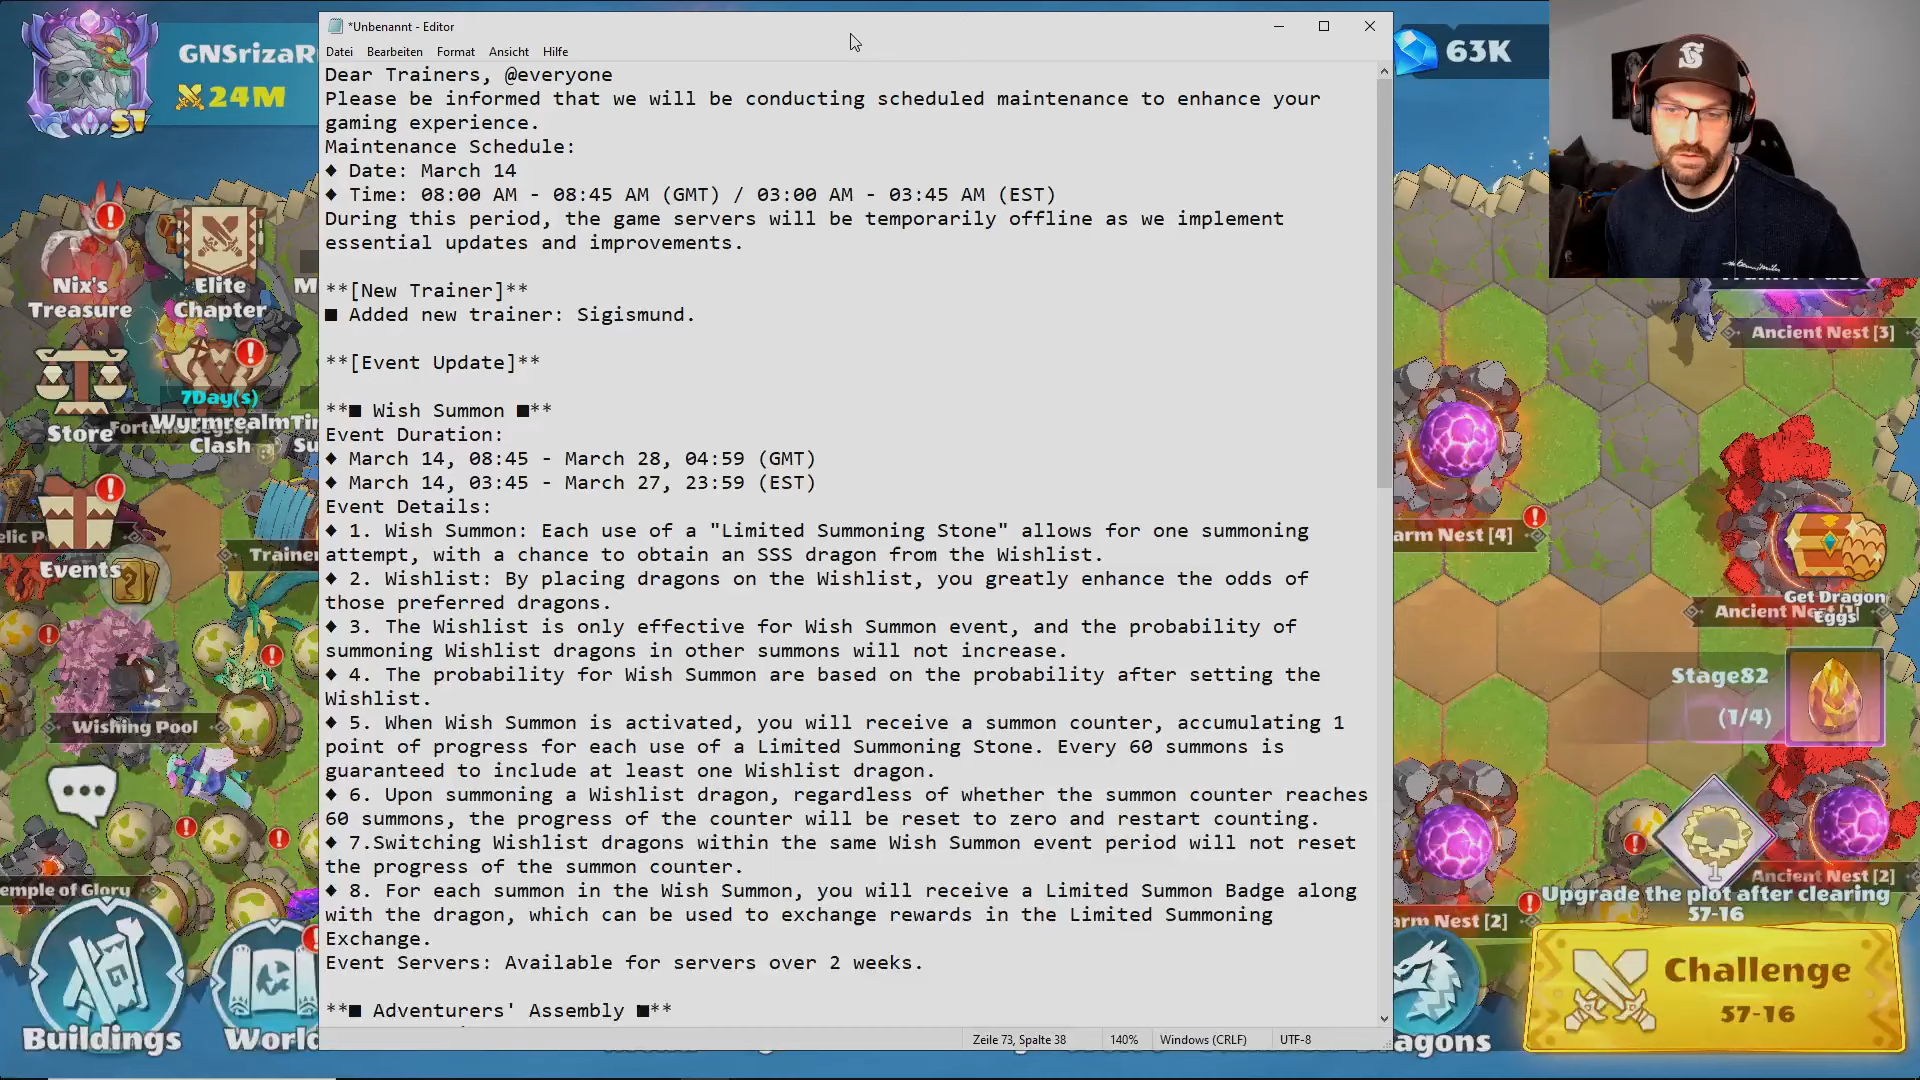 GNSrizaR
24M
S1
*Unbenannt - Editor
Datei Bearbeiten Format Ansicht Hilfe
63K
Dear Trainers, @everyone
Please be informed that we will be conducting scheduled maintenance to enhance your
gaming experience.
Maintenance Schedule:
♦ Date: March 14
♦ Time: 08:00 AM - 08:45 AM (GMT) / 03:00 AM - 03:45 AM (EST)
During this period, the game servers will be temporarily offline as we implement
essential updates and improvements.
**[New Trainer]**
■ Added new trainer: Sigismund.
**[Event Update]**
**■ Wish Summon ■**
Event Duration:
♦ March 14, 08:45 - March 28, 04:59 (GMT)
♦ March 14, 03:45 - March 27, 23:59 (EST)
Event Details:
♦ 1. Wish Summon: Each use of a "Limited Summoning Stone" allows for one summoning
attempt, with a chance to obtain an SSS dragon from the Wishlist.
♦ 2. Wishlist: By placing dragons on the Wishlist, you greatly enhance the odds of
those preferred dragons.
♦ 3. The Wishlist is only effective for Wish Summon event, and the probability of
summoning Wishlist dragons in other summons will not increase.
♦ 4. The probability for Wish Summon are based on the probability after setting the
Wishlist.
♦ 5. When Wish Summon is activated, you will receive a summon counter, accumulating 1
point of progress for each use of a Limited Summoning Stone. Every 60 summons is
guaranteed to include at least one Wishlist dragon.
♦ 6. Upon summoning a Wishlist dragon, regardless of whether the summon counter reaches
60 summons, the progress of the counter will be reset to zero and restart counting.
♦ 7.Switching Wishlist dragons within the same Wish Summon event period will not reset
the progress of the summon counter.
♦ 8. For each summon in the Wish Summon, you will receive a Limited Summon Badge along
with the dragon, which can be used to exchange rewards in the Limited Summoning
Exchange.
Event Servers: Available for servers over 2 weeks.
**■ Adventurers' Assembly ■**
Zeile 73, Spalte 38 140% Windows (CRLF) UTF-8
Nix's
Treasure
Elite
Chapter
7Day(s)
Store
Wyrmrealm
Clash
Events
Trainer
Wishing Pool
emple of Glory
Buildings
World
Ancient Nest [3]
arm Nest [4]
Get Dragon
Eggs
Ancient Nest [1]
Stage82
(1/4)
Ancient Nest [2]
Upgrade the plot after clearing
57-16
arm Nest [2]
Challenge
57-16
agons